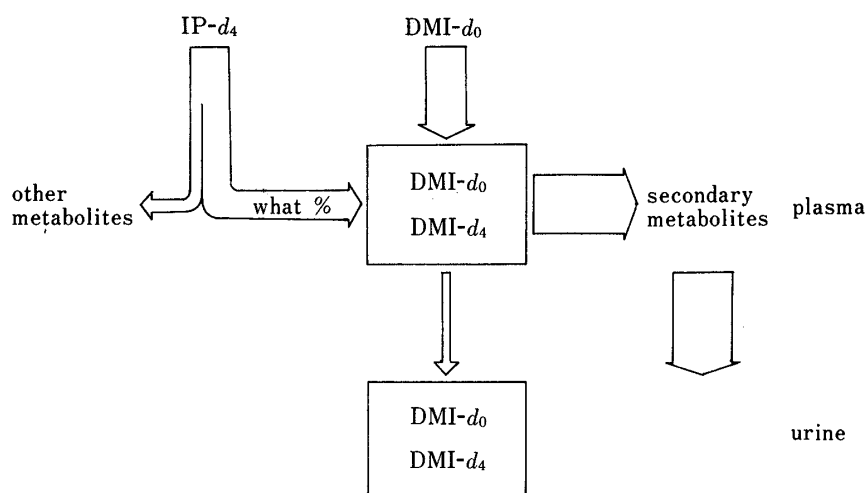 IP-d4
DMI-d0
other
metabolites
what %
DMI-d0
DMI-d4
secondary
metabolites
plasma
DMI-d0
DMI-d4
urine